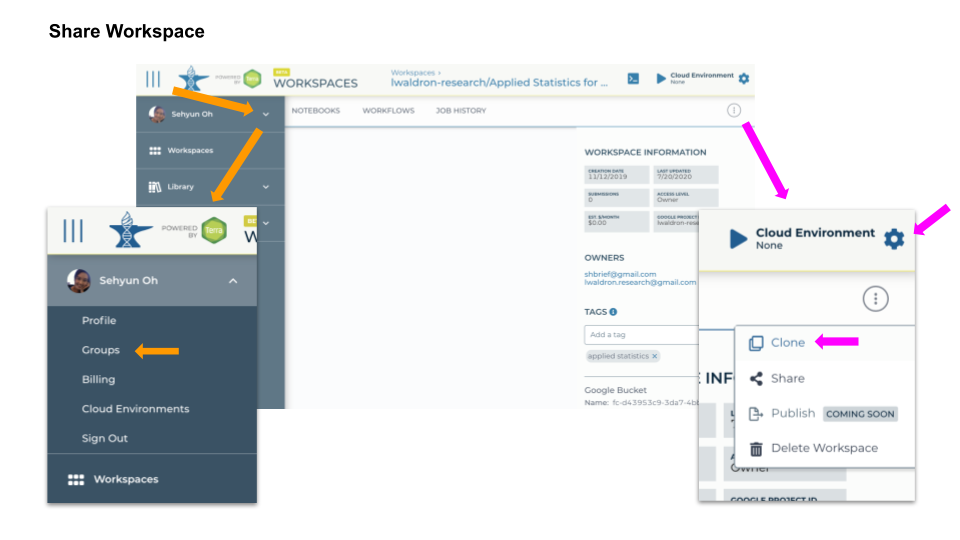 Share Workspace
POWERED BY Terra
BETA
WORKSPACES
Workspaces ›
lwaldron-research/Applied Statistics for ...
Cloud Environment
None
Sehyun Oh
NOTEBOOKS WORKFLOWS JOB HISTORY
Workspaces
Library
WORKSPACE INFORMATION
CREATION DATE
11/12/2019
LAST UPDATED
7/20/2020
SUBMISSIONS
0
ACCESS LEVEL
Owner
EST. $/MONTH
$0.00
GOOGLE PROJECT
lwaldron-rese
OWNERS
shbrief@gmail.com
lwaldron.research@gmail.com
TAGS
Add a tag
applied statistics ×
Google Bucket
Name: fc-d43953c9-3da7-4b
POWERED
BY Terra
BE
W
Sehyun Oh
Profile
Groups
Billing
Cloud Environments
Sign Out
Workspaces
Cloud Environment
None
Clone
INF
Share
Publish COMING SOON
Delete Workspace
Owner
GOOGLE PROJECT ID